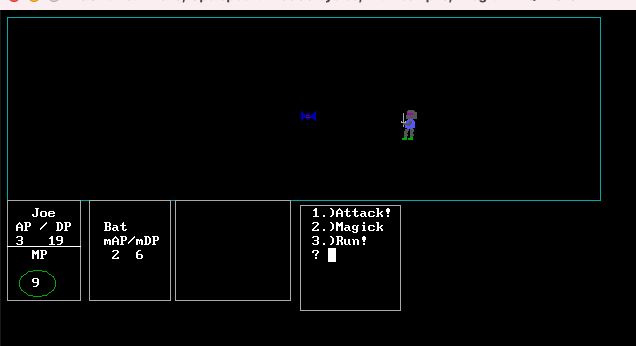 Joe
AP / DP
3 19
MP
9
Bat
mAP/mDP
2 6
1.)Attack!
2.)Magick
3.)Run!
?